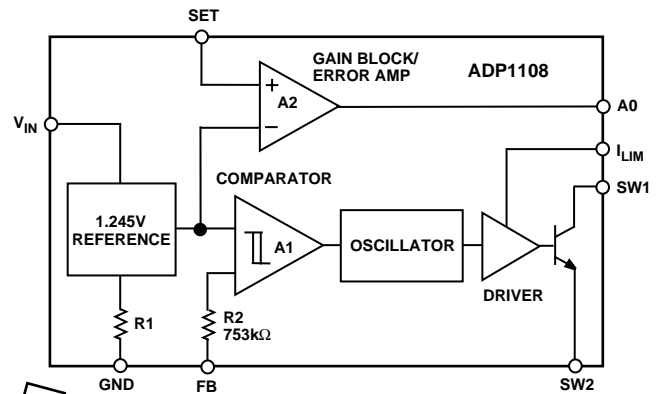 SET
GAIN BLOCK/
ERROR AMP
ADP1108
A2
+
−
A0
V_IN
I_LIM
SW1
COMPARATOR
1.245V
REFERENCE
A1
OSCILLATOR
DRIVER
R1
R2
753kΩ
GND
FB
SW2